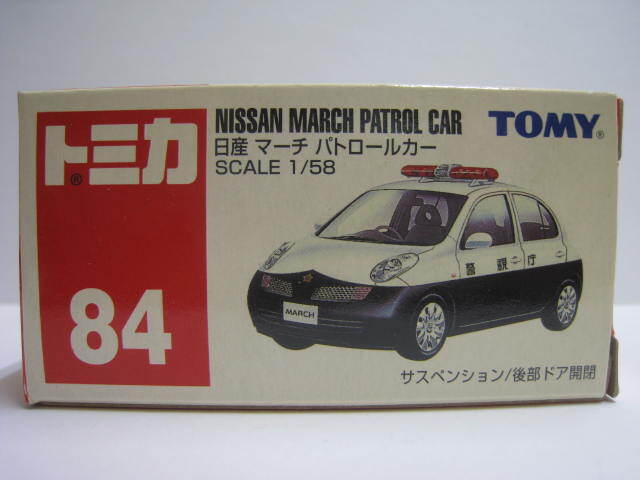 トミカ®
84
NISSAN MARCH PATROL CAR
日産 マーチ パトロールカー
SCALE 1/58
TOMY®
警視庁
MARCH
サスペンション/後部ドア開閉